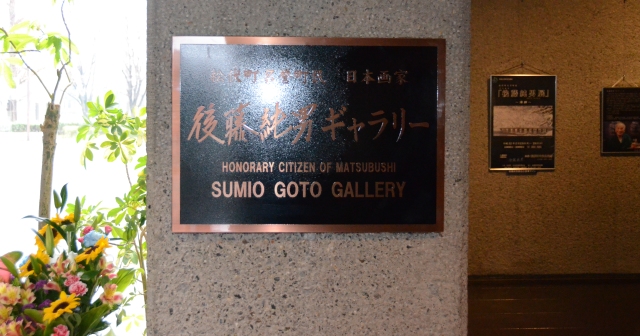 松伏町名誉町民 日本画家
後藤純男ギャラリー
HONORARY CITIZEN OF MATSUBUSHI
SUMIO GOTO GALLERY